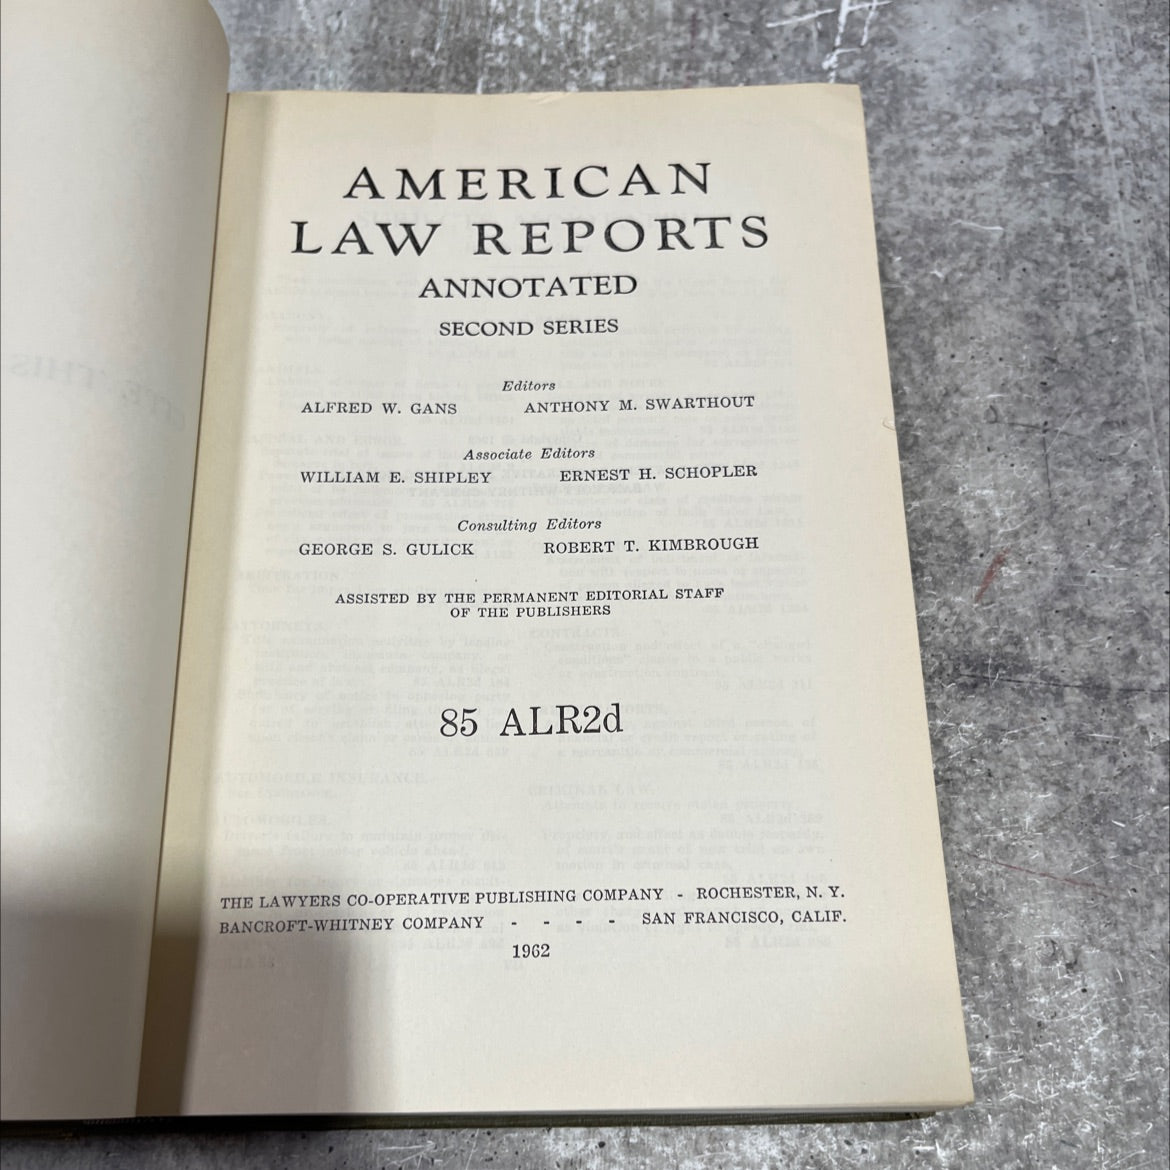 AMERICAN
LAW REPORTS
ANNOTATED
SECOND SERIES
Editors
ALFRED W. GANS ANTHONY M. SWARTHOUT
Associate Editors
WILLIAM E. SHIPLEY ERNEST H. SCHOPLER
Consulting Editors
GEORGE S. GULICK ROBERT T. KIMBROUGH
ASSISTED BY THE PERMANENT EDITORIAL STAFF
OF THE PUBLISHERS
85 ALR2d
THE LAWYERS CO-OPERATIVE PUBLISHING COMPANY - ROCHESTER, N. Y.
BANCROFT-WHITNEY COMPANY - - - - SAN FRANCISCO, CALIF.
1962